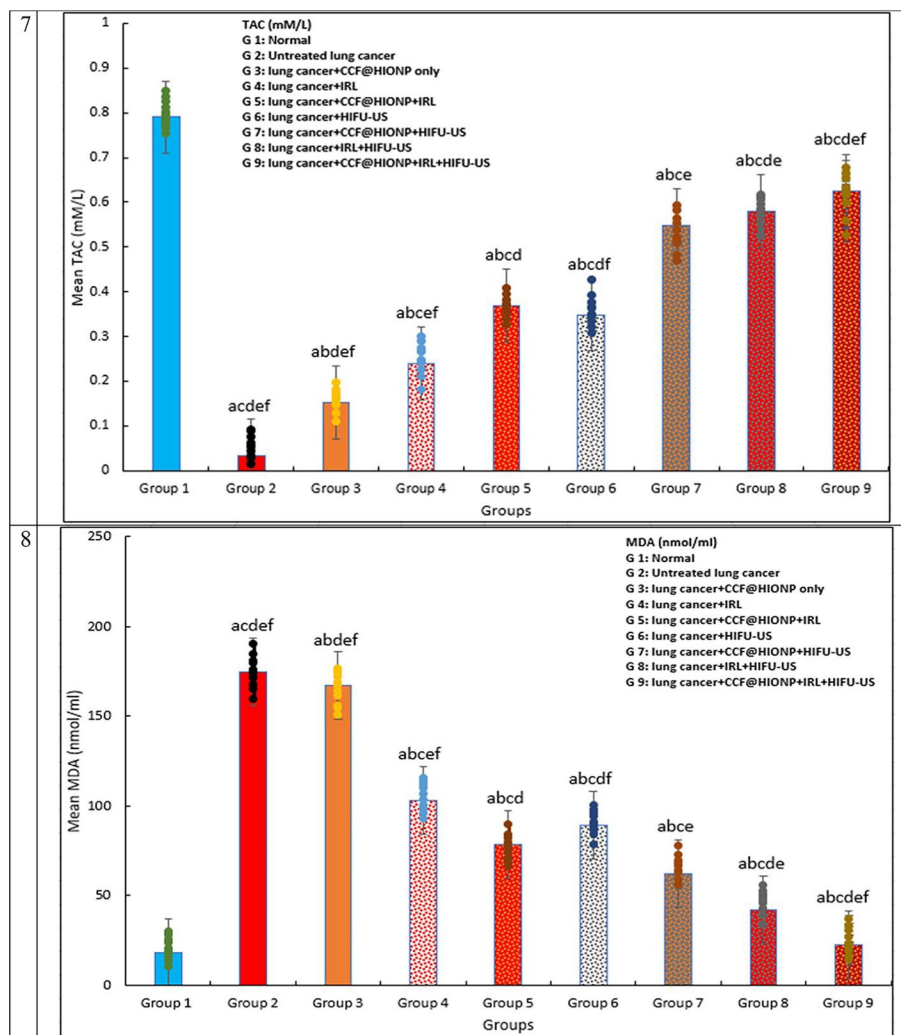 7
TAC (mM/L)
G 1: Normal
G 2: Untreated lung cancer
G 3: lung cancer+CCF@HIONP only
G 4: lung cancer+IRL
G 5: lung cancer+CCF@HIONP+IRL
G 6: lung cancer+HIFU-US
G 7: lung cancer+CCF@HIONP+HIFU-US
G 8: lung cancer+IRL+HIFU-US
G 9: lung cancer+CCF@HIONP+IRL+HIFU-US
Mean TAC (mM/L)
1
0.9
0.8
0.7
0.6
0.5
0.4
0.3
0.2
0.1
0
acdef
abdef
abcef
abcd
abcdf
abce
abcde
abcdef
Group 1 Group 2 Group 3 Group 4 Group 5 Group 6 Group 7 Group 8 Group 9
Groups
8
MDA (nmol/ml)
G 1: Normal
G 2: Untreated lung cancer
G 3: lung cancer+CCF@HIONP only
G 4: lung cancer+IRL
G 5: lung cancer+CCF@HIONP+IRL
G 6: lung cancer+HIFU-US
G 7: lung cancer+CCF@HIONP+HIFU-US
G 8: lung cancer+IRL+HIFU-US
G 9: lung cancer+CCF@HIONP+IRL+HIFU-US
Mean MDA (nmol/ml)
250
200
150
100
50
0
acdef
abdef
abcef
abcd
abcdf
abce
abcde
abcdef
Group 1 Group 2 Group 3 Group 4 Group 5 Group 6 Group 7 Group 8 Group 9
Groups